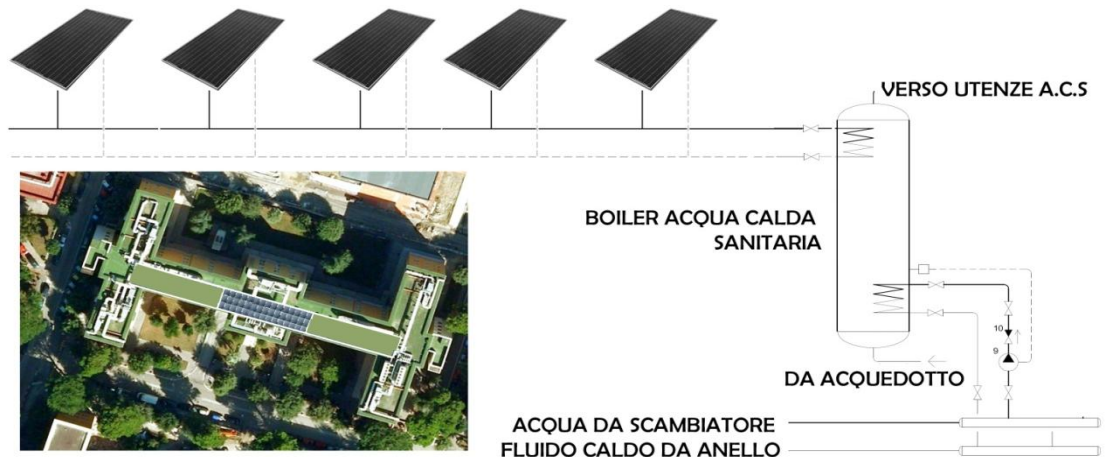 VERSO UTENZE A.C.S
BOILER ACQUA CALDA
SANITARIA
10
9
DA ACQUEDOTTO
ACQUA DA SCAMBIATORE
FLUIDO CALDO DA ANELLO